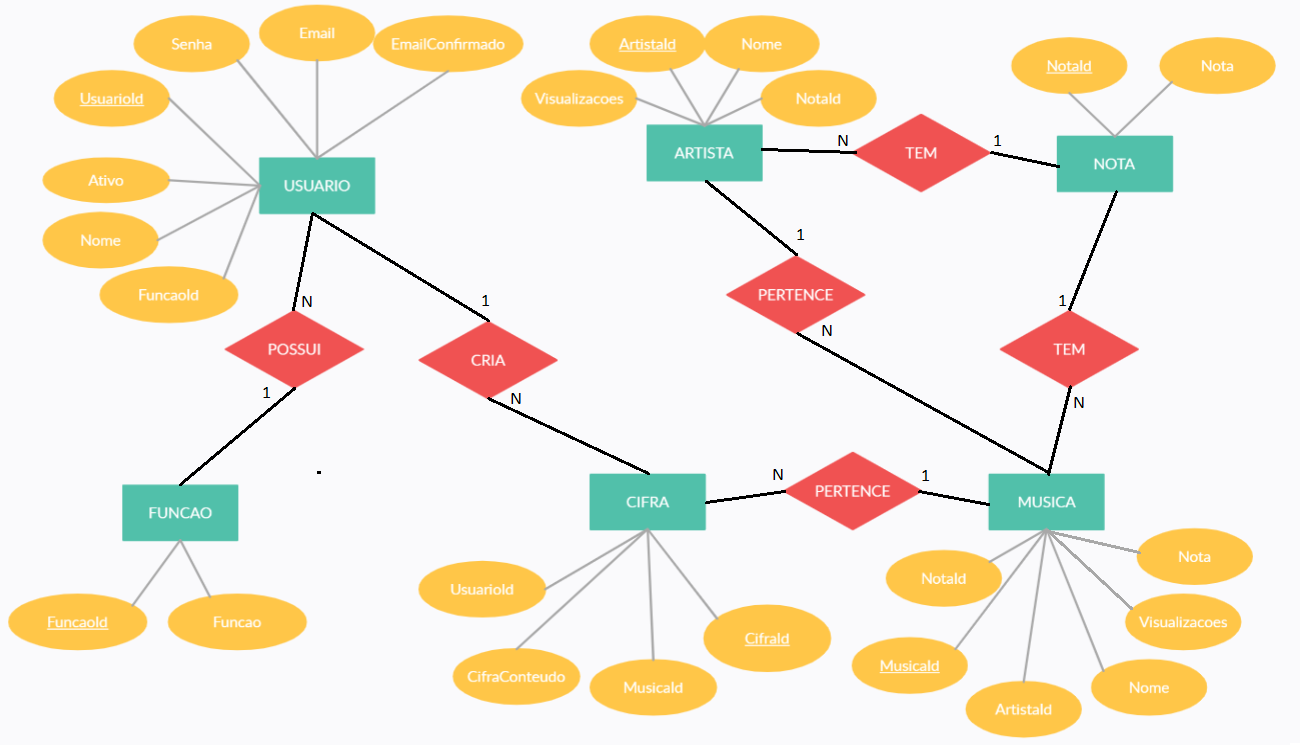 Email
Senha
EmailConfirmado
UsuarioId
Ativo
Nome
FuncaoId
USUARIO
N
POSSUI
1
FUNCAO
FuncaoId
Funcao
1
CRIA
N
ArtistaId
Nome
Visualizacoes
NotaId
ARTISTA
N
TEM
1
NotaId
Nota
NOTA
1
PERTENCE
N
1
TEM
N
CIFRA
N
PERTENCE
1
MUSICA
UsuarioId
CifraConteudo
MusicaId
CifraId
Nota
NotaId
Visualizacoes
MusicaId
Nome
ArtistaId